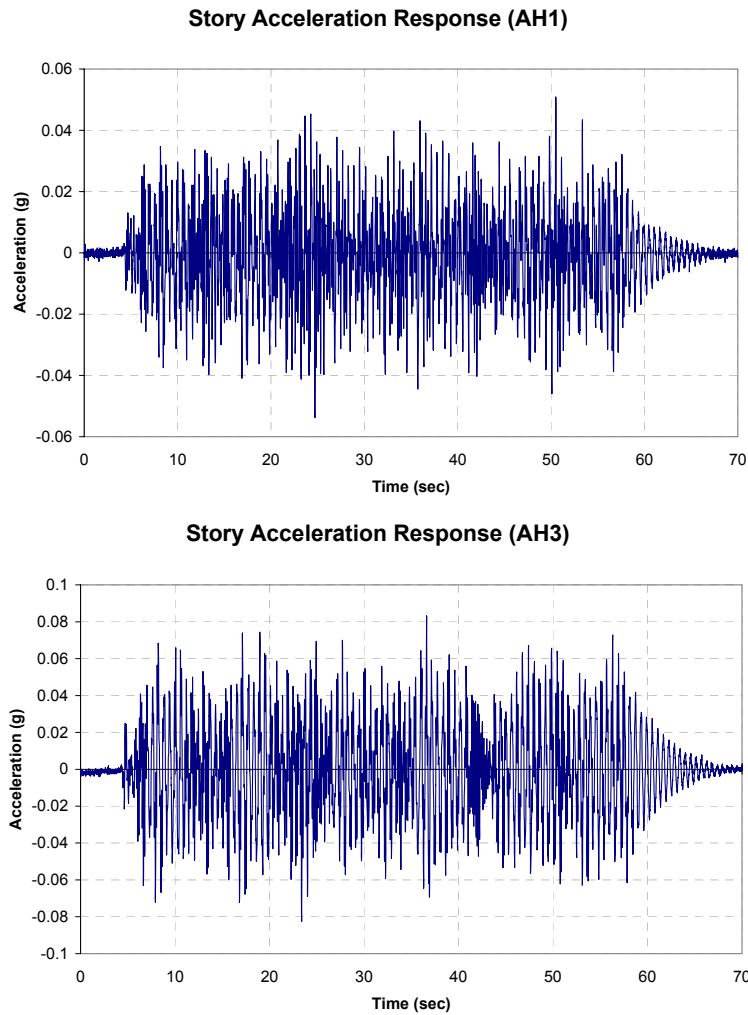 Story Acceleration Response (AH1)
0.06
0.04
0.02
0
-0.02
-0.04
-0.06
Acceleration (g)
0 10 20 30 40 50 60 70
Time (sec)
Story Acceleration Response (AH3)
0.1
0.08
0.06
0.04
0.02
0
-0.02
-0.04
-0.06
-0.08
-0.1
Acceleration (g)
0 10 20 30 40 50 60 70
Time (sec)